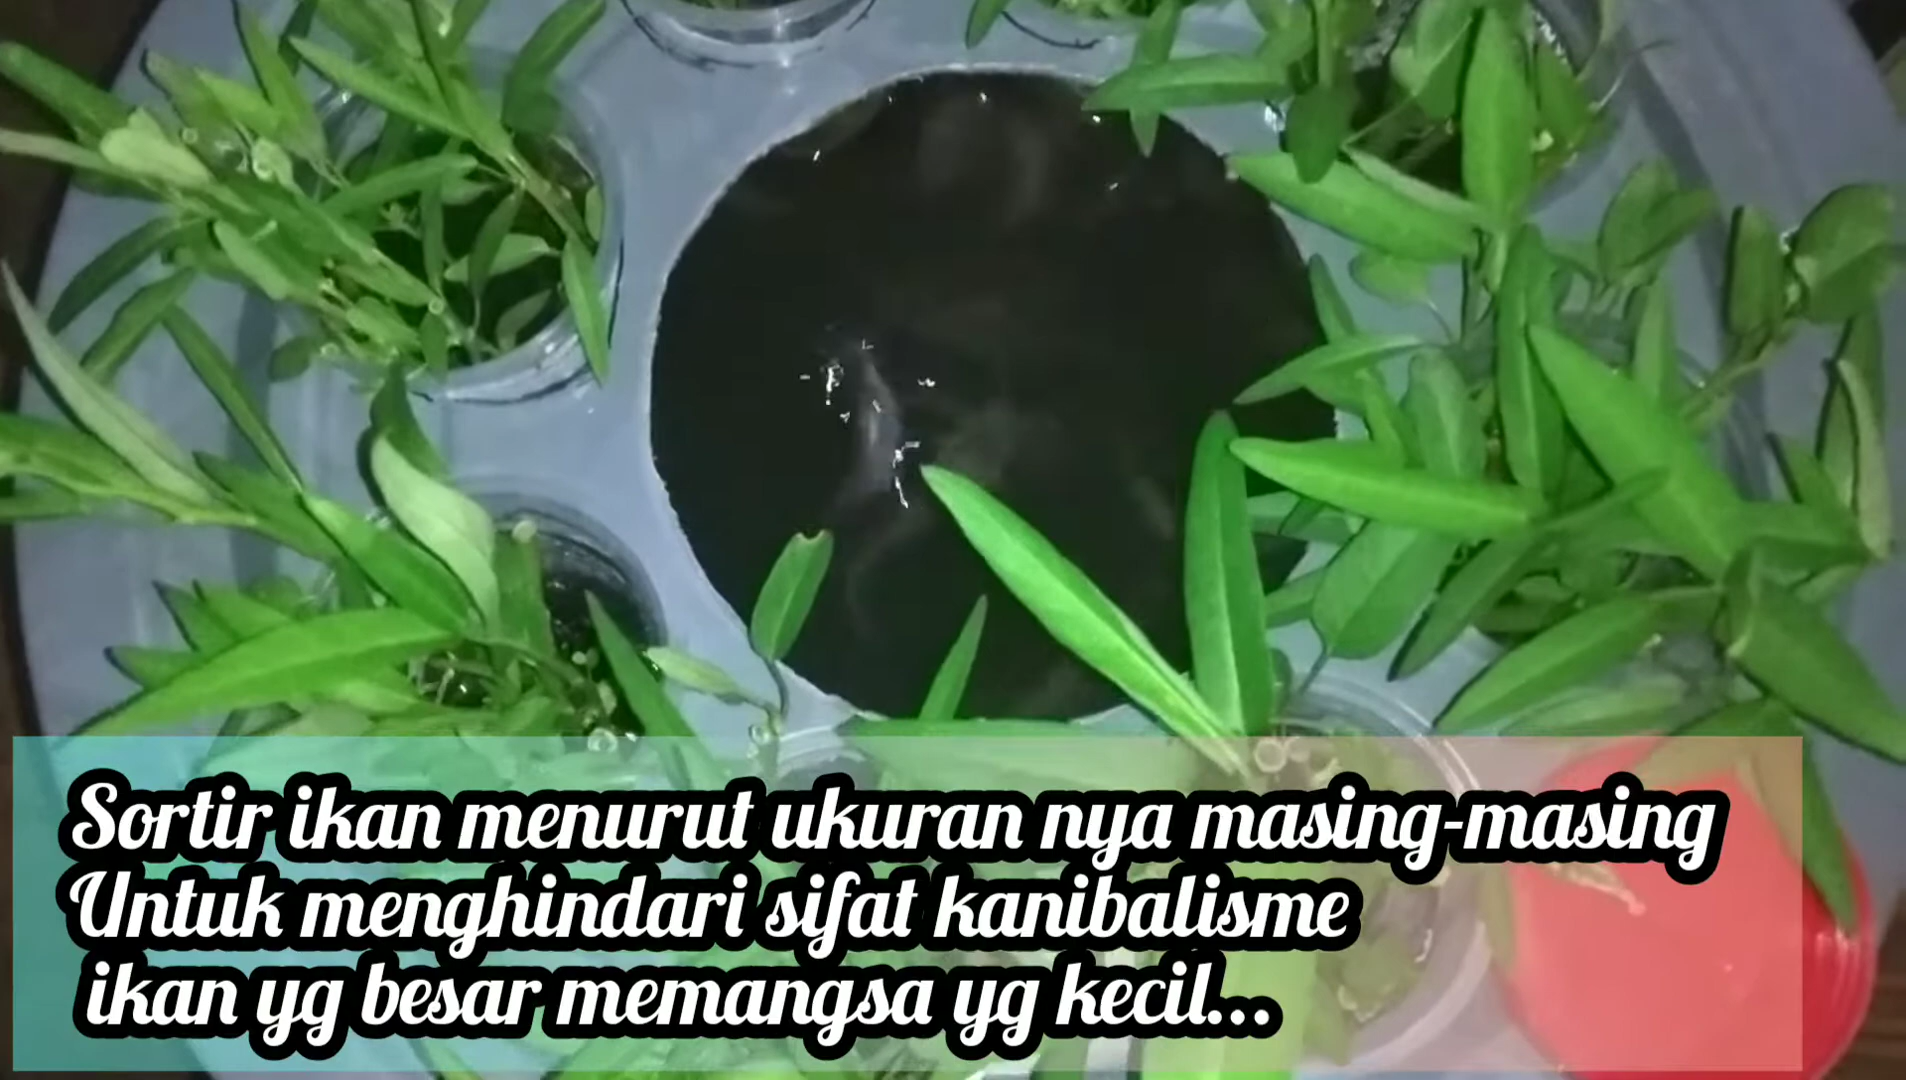 Sortir ikan menurut ukuran nya masing-masing
Untuk menghindari sifat kanibalisme
ikan yg besar memangsa yg kecil...